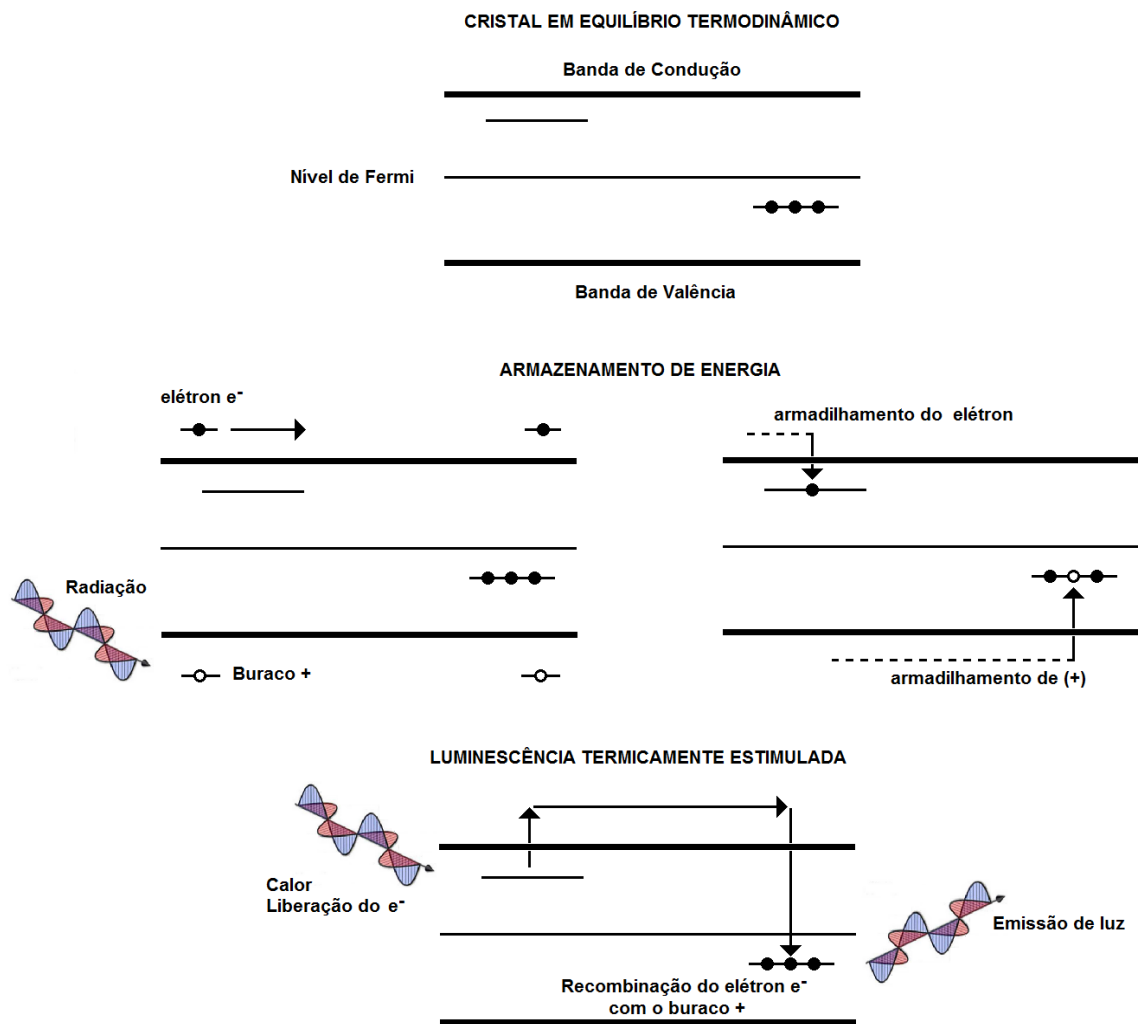 CRISTAL EM EQUILÍBRIO TERMODINÂMICO
Banda de Condução
Nível de Fermi
Banda de Valência
ARMAZENAMENTO DE ENERGIA
elétron e-
armadilhamento do elétron
Radiação
Buraco +
armadilhamento de (+)
LUMINESCÊNCIA TERMICAMENTE ESTIMULADA
Calor
Liberação do e-
Emissão de luz
Recombinação do elétron e-
com o buraco +